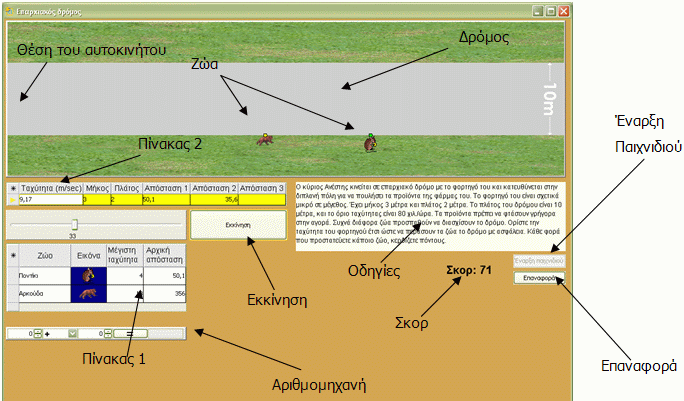 Επαρχιακός δρόμος
Θέση του αυτοκινήτου
Ζώα
Δρόμος
10m
Πίνακας 2
Έναρξη
Παιχνιδιού
Ταχύτητα (m/sec) Μήκος Πλάτος Απόσταση 1 Απόσταση 2 Απόσταση 3
9,17 3 2 50,1 35,6
33
Εκκίνηση
Ο κύριος Ανέστης κινείται σε επαρχιακό δρόμο με το φορτηγό του και κατευθύνεται στην
διπλανή πόλη για να πουλήσει τα προϊόντα της φάρμες του. Το φορτηγό του είναι σχετικά
μικρό σε μέγεθος. Έχει μήκος 3 μέτρα και πλάτος 2 μέτρα. Το πλάτος του δρόμου είναι 10
μέτρα, και το όριο ταχύτητας είναι 80 χιλ./ώρα. Τα προϊόντα πρέπει να φτάσουν γρήγορα
στην αγορά. Συχνά διάφορα ζώα προσπαθούν να διασχίσουν το δρόμο. Ορίστε την
ταχύτητα του φορτηγού έτσι ώστε να περάσουν τα ζώα το δρόμο με ασφάλεια. Κάθε φορά
που προστατεύετε κάποιο ζώο, κερδίζετε πόντους.
Ζώα Εικόνα Μέγιστη ταχύτητα Αρχική απόσταση
Ποντίκι 4 50,1
Αρκούδα 356
Οδηγίες
Σκορ: 71
Έναρξη παιχνιδιού
Επαναφορά
Εκκίνηση
Σκορ
0 + 0 =
Πίνακας 1
Αριθμομηχανή
Επαναφορά